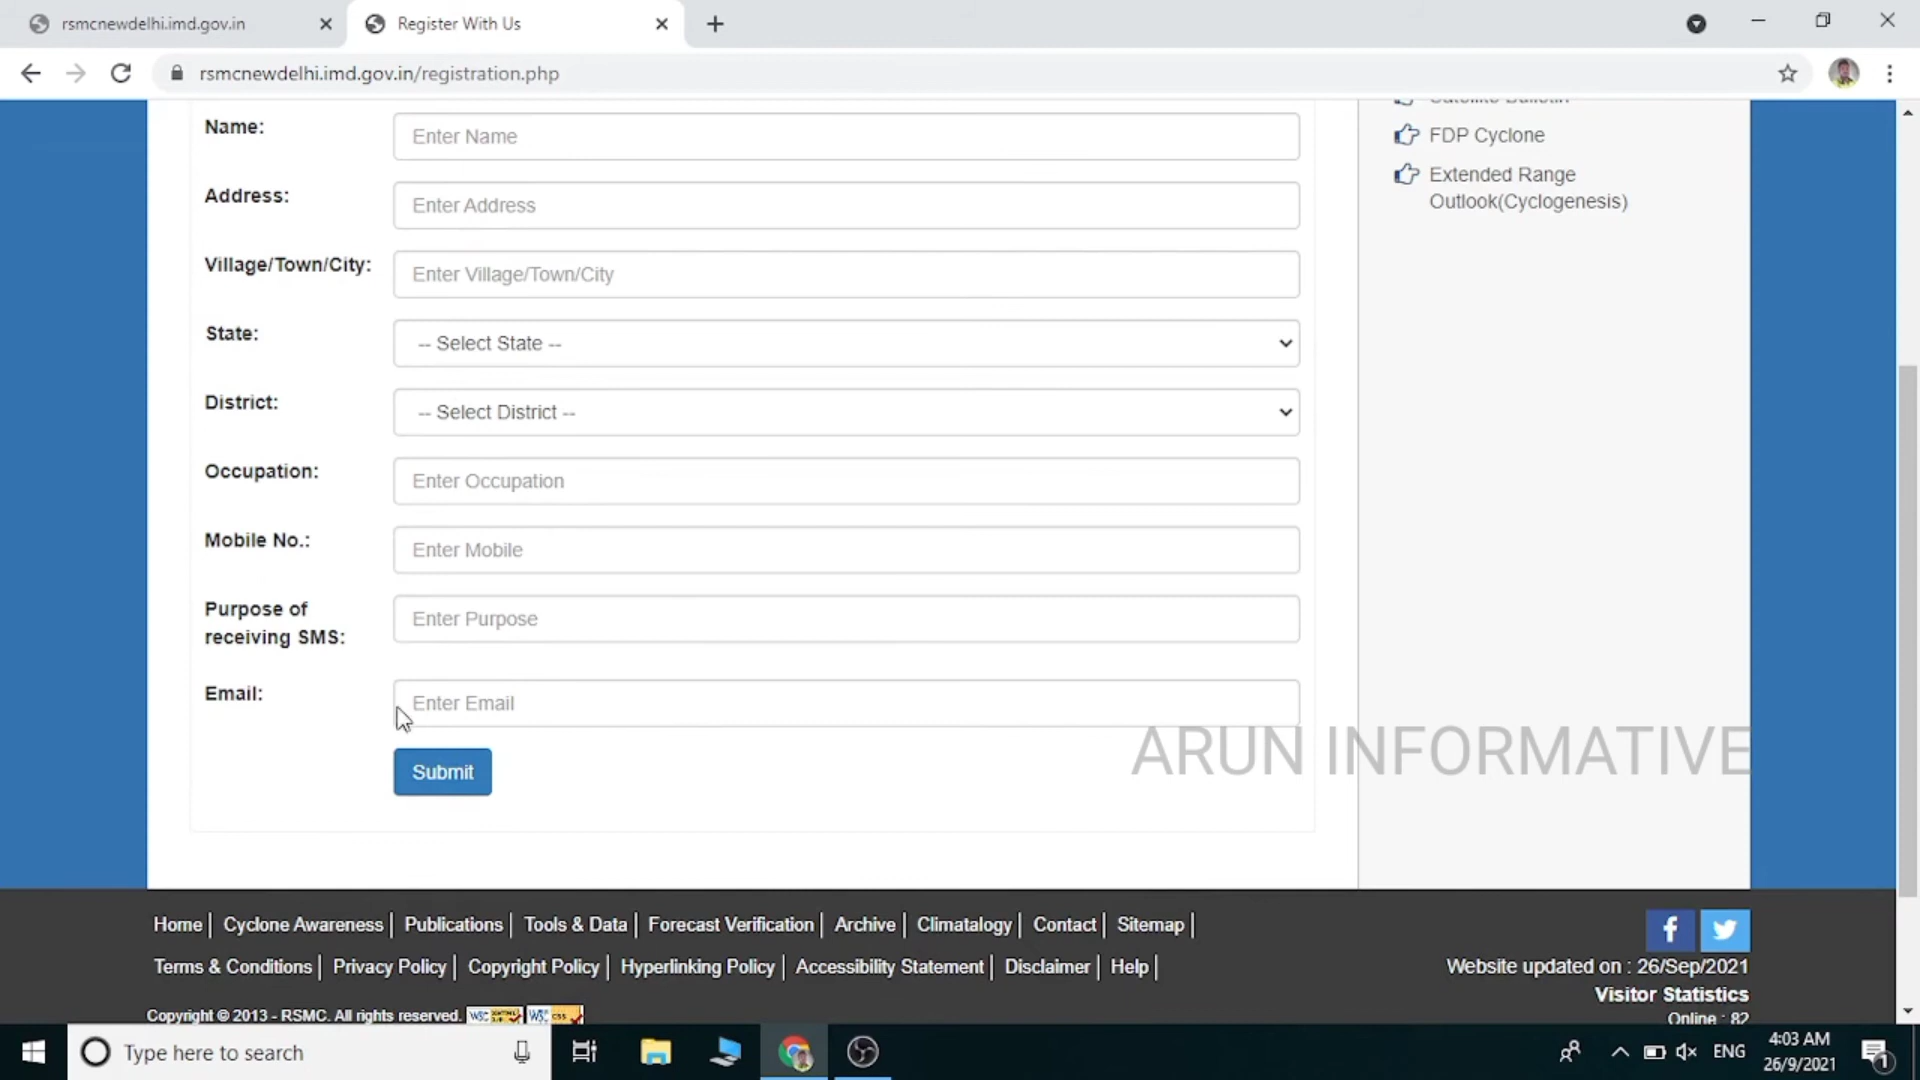 rsmcnewdelhi.imd.gov.in
Register With Us
rsmcnewdelhi.imd.gov.in/registration.php
Name:
Enter Name
Address:
Enter Address
Village/Town/City:
Enter Village/Town/City
State:
-- Select State --
District:
-- Select District --
Occupation:
Enter Occupation
Mobile No.:
Enter Mobile
Purpose of
receiving SMS:
Enter Purpose
Email:
Enter Email
Submit
Satellite Bulletin
FDP Cyclone
Extended Range
Outlook(Cyclogenesis)
ARUN INFORMATIVE
Home | Cyclone Awareness | Publications | Tools & Data | Forecast Verification | Archive | Climatalogy | Contact | Sitemap |
Terms & Conditions | Privacy Policy | Copyright Policy | Hyperlinking Policy | Accessibility Statement | Disclaimer | Help |
Copyright © 2013 - RSMC. All rights reserved.
Website updated on : 26/Sep/2021
Visitor Statistics
Online : 82
Type here to search
ENG
4:03 AM
26/9/2021
1